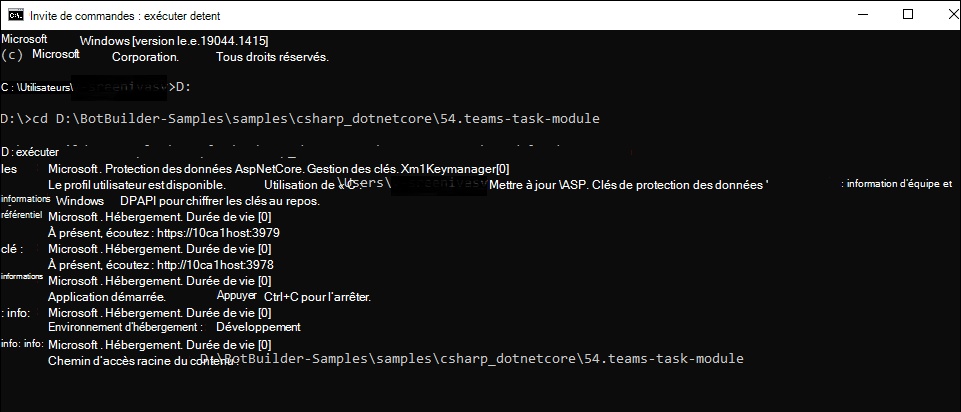 Invite de commandes : exécuter detent
Microsoft Windows [version le.e.19044.1415]
(c) Microsoft Corporation. Tous droits réservés.
C : \Utilisateurs\ >D:
D:\>cd D:\BotBuilder-Samples\samples\csharp_dotnetcore\54.teams-task-module
D : exécuter
les Microsoft . Protection des données AspNetCore. Gestion des clés. Xm1Keymanager[0]
Le profil utilisateur est disponible. Utilisation de « C : \Users\ Mettre à jour \ASP. Clés de protection des données ' : information d'équipe et
informations Windows DPAPI pour chiffrer les clés au repos.
référentiel Microsoft . Hébergement. Durée de vie [0]
À présent, écoutez : https://10ca1host:3979
clé : Microsoft . Hébergement. Durée de vie [0]
À présent, écoutez : http://10ca1host:3978
informations Microsoft . Hébergement. Durée de vie [0]
Application démarrée. Appuyer Ctrl+C pour l'arrêter.
: info: Microsoft . Hébergement. Durée de vie [0]
Environnement d'hébergement : Développement
info: info: Microsoft . Hébergement. Durée de vie [0]
Chemin d'accès racine du contenu : D:\BotBuilder-Samples\samples\csharp_dotnetcore\54.teams-task-module